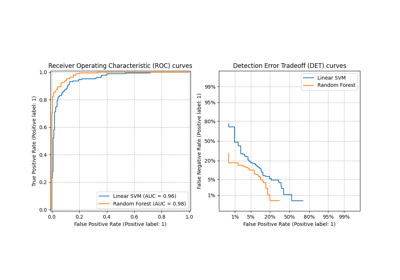 Receiver Operating Characteristic (ROC) curves
1.0
0.8
0.6
0.4
0.2
0.0
True Positive Rate (Positive label: 1)
Linear SVM (AUC = 0.96)
Random Forest (AUC = 0.98)
0.0 0.2 0.4 0.6 0.8 1.0
False Positive Rate (Positive label: 1)
Detection Error Tradeoff (DET) curves
Linear SVM
Random Forest
99%
95%
80%
50%
20%
5%
1%
False Negative Rate (Positive label: 1)
1% 5% 20% 50% 80% 95% 99%
False Positive Rate (Positive label: 1)